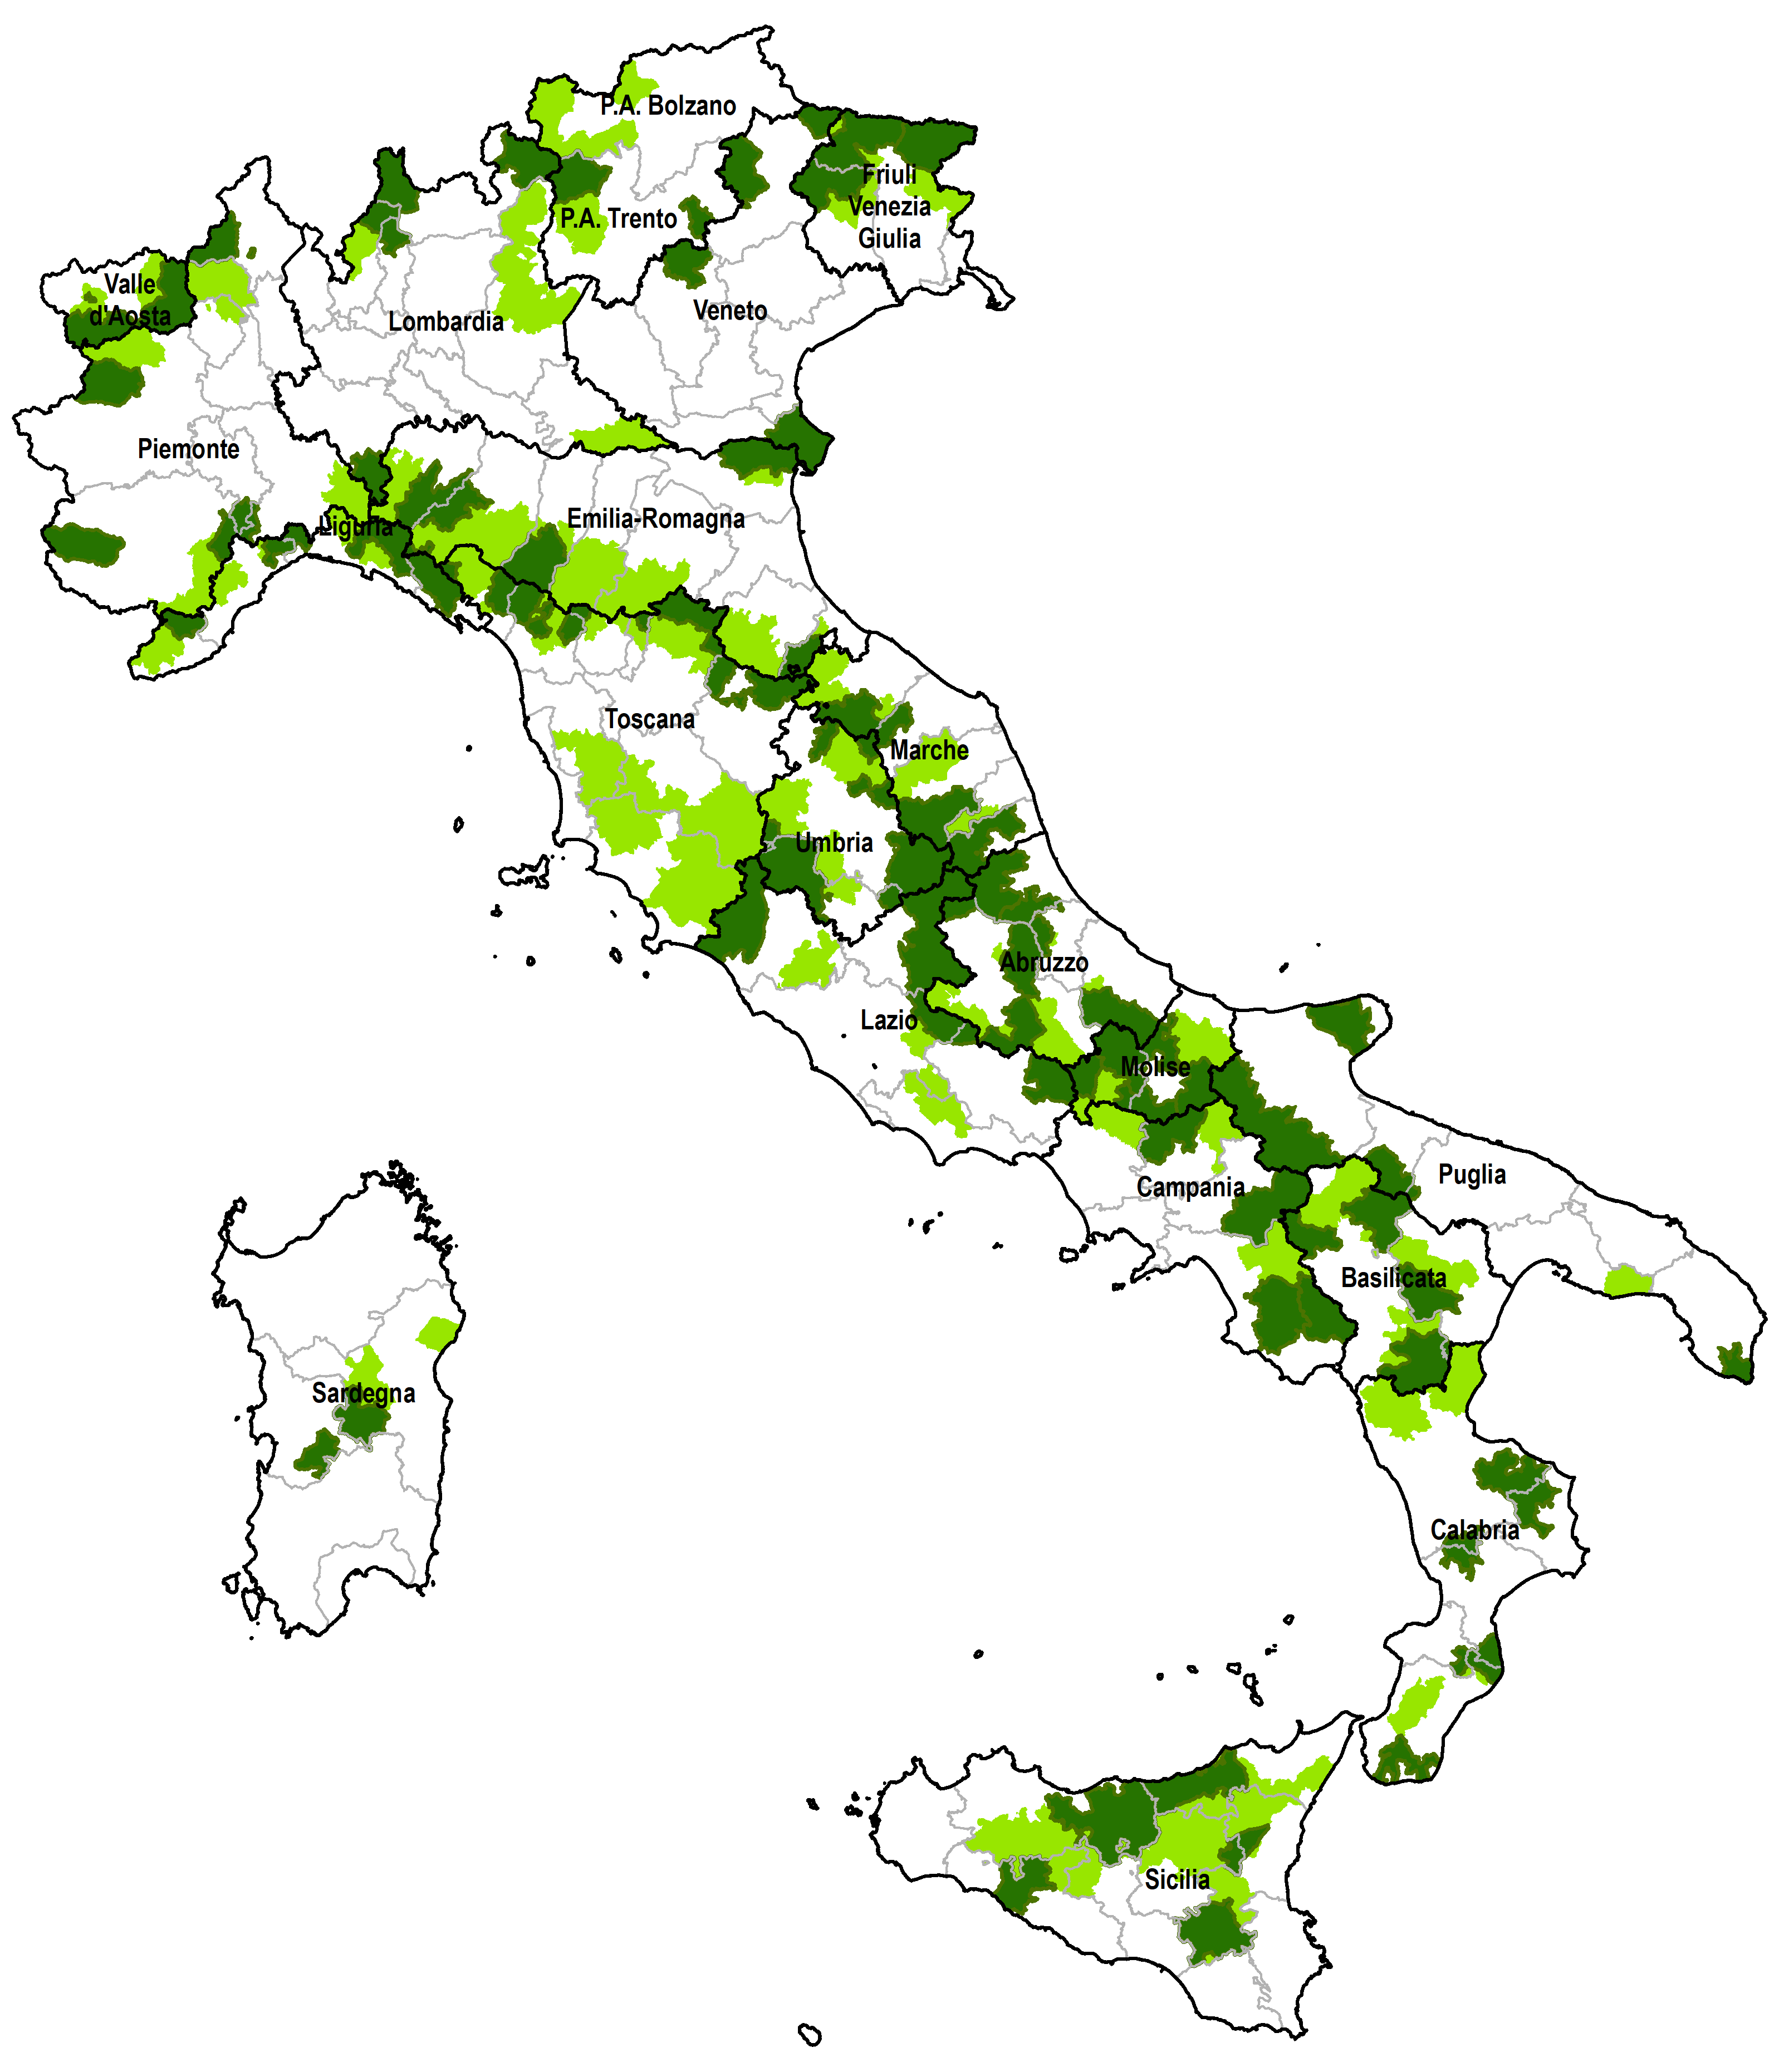 P.A. Bolzano
Friuli
Venezia
Giulia
P.A. Trento
Valle
d'Aosta
Veneto
Lombardia
Piemonte
Emilia-Romagna
Liguria
Toscana
Marche
Umbria
Abruzzo
Lazio
Molise
Puglia
Campania
Basilicata
Sardegna
Calabria
Sicilia